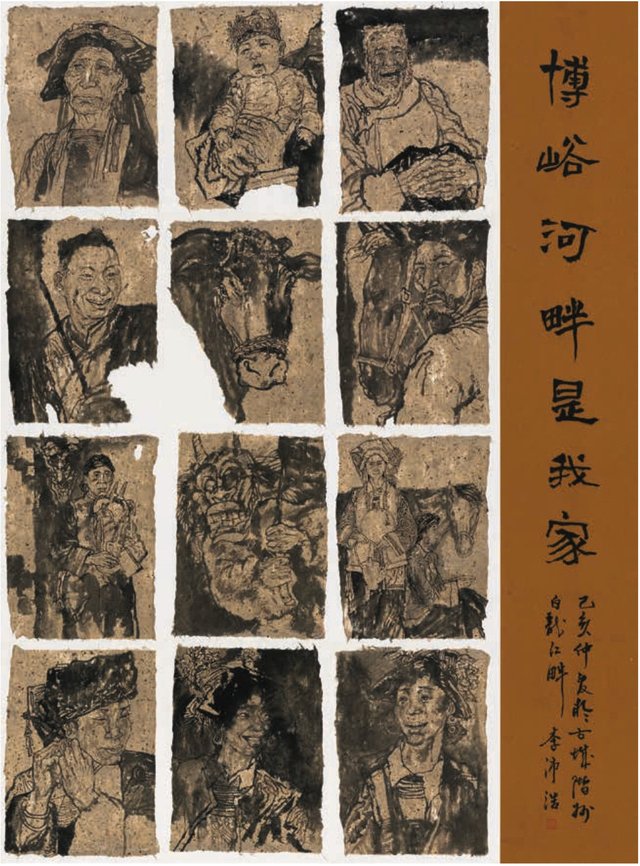 博峪河畔是我家
己亥仲夏於古城階州
白龍江畔 李沛浩